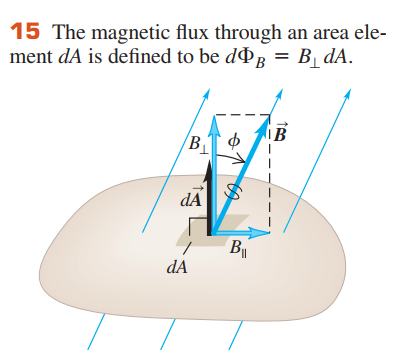 15 The magnetic flux through an area ele-
ment dA is defined to be dΦB = B⊥dA.
B⊥
ϕ
B⃗
dA⃗
B∥
dA